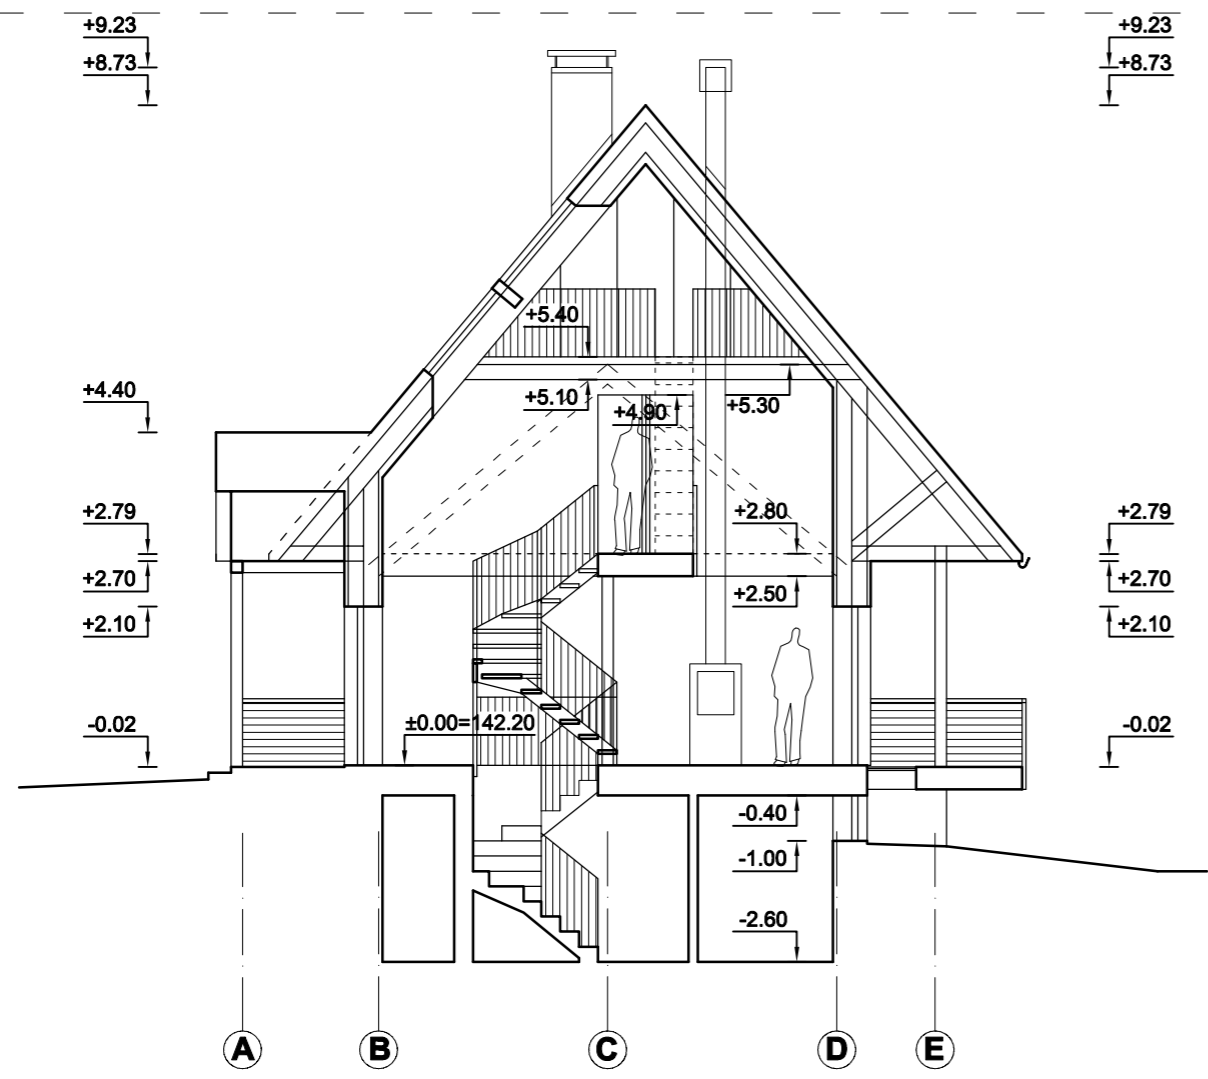 +9.23 +9.23
+8.73 +8.73
+5.40
+4.40 +5.10 +4.90 +5.30
+2.79 +2.80 +2.79
+2.70 +2.50 +2.70
+2.10 +2.10
-0.02 ±0.00=142.20 -0.02
-0.40
-1.00
-2.60
A B C D E